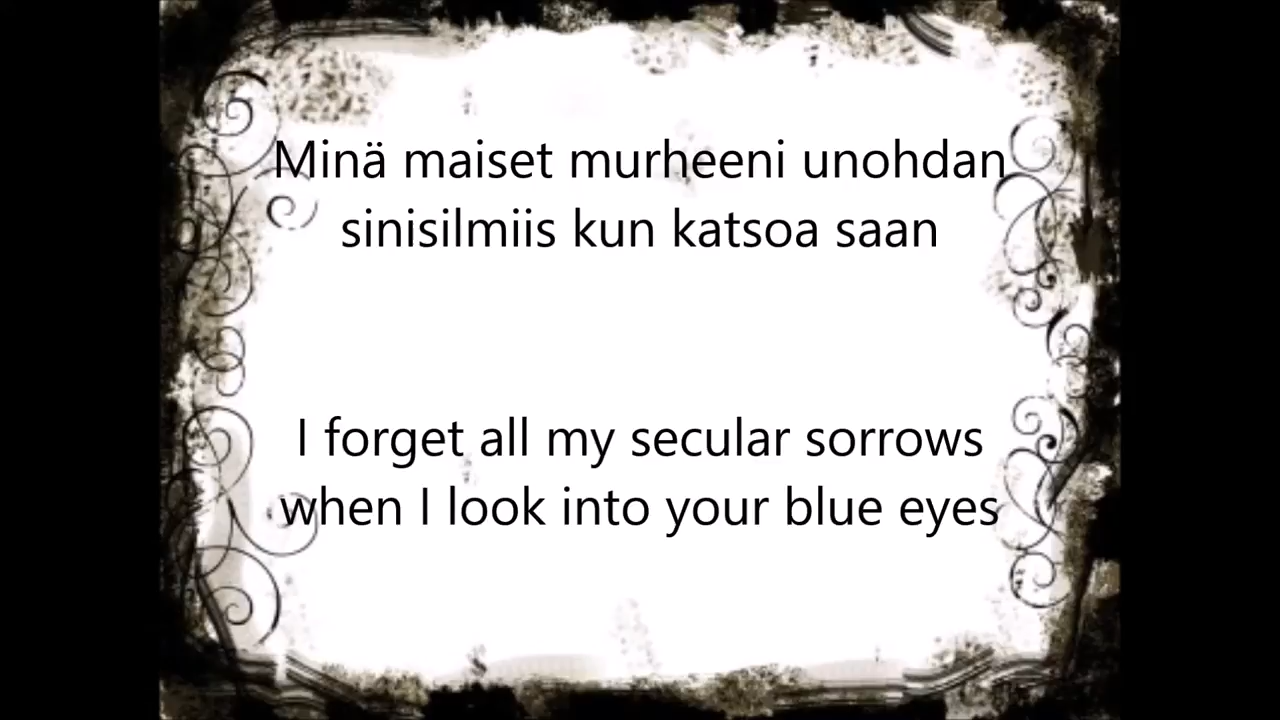 Minä maiset murheeni unohdan
sinisilmiis kun katsoa saan
I forget all my secular sorrows
when I look into your blue eyes